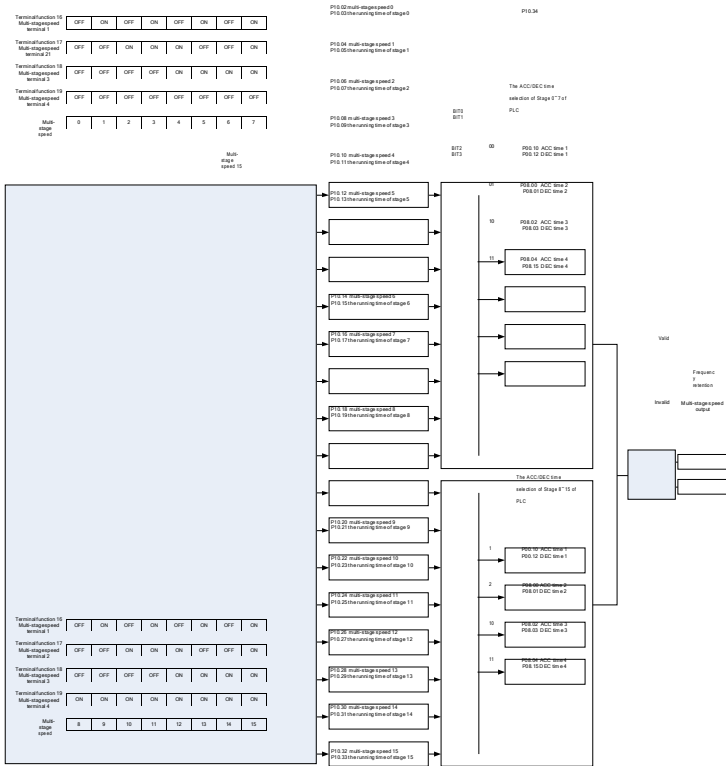 Terminal function 16
Multi-stage speed
terminal 1
OFF ON OFF ON OFF ON OFF ON
Terminal function 17
Multi-stage speed
terminal 21
OFF OFF ON ON OFF OFF ON ON
Terminal function 18
Multi-stage speed
terminal 3
OFF OFF OFF OFF ON ON ON ON
Terminal function 19
Multi-stage speed
terminal 4
OFF OFF OFF OFF OFF OFF OFF OFF
Multi-
stage
speed
0 1 2 3 4 5 6 7
Multi-
stage
speed 15
P10.02 multi-stage speed 0
P10.03 the running time of stage 0
P10.04 multi-stage speed 1
P10.05 the running time of stage 1
P10.06 multi-stage speed 2
P10.07 the running time of stage 2
P10.08 multi-stage speed 3
P10.09 the running time of stage 3
P10.10 multi-stage speed 4
P10.11 the running time of stage 4
P10.12 multi-stage speed 5
P10.13 the running time of stage 5
P10.14 multi-stage speed 6
P10.15 the running time of stage 6
P10.16 multi-stage speed 7
P10.17 the running time of stage 7
P10.18 multi-stage speed 8
P10.19 the running time of stage 8
P10.20 multi-stage speed 9
P10.21 the running time of stage 9
P10.22 multi-stage speed 10
P10.23 the running time of stage 10
P10.24 multi-stage speed 11
P10.25 the running time of stage 11
P10.26 multi-stage speed 12
P10.27 the running time of stage 12
P10.28 multi-stage speed 13
P10.29 the running time of stage 13
P10.30 multi-stage speed 14
P10.31 the running time of stage 14
P10.32 multi-stage speed 15
P10.33 the running time of stage 15
P10.34
The ACC/DEC time
selection of Stage 0~7 of
PLC
BIT0
BIT1
BIT2
BIT3
00
P00.10 ACC time 1
P00.12 DEC time 1
01
P08.00 ACC time 2
P08.01 DEC time 2
10
P08.02 ACC time 3
P08.03 DEC time 3
11
P08.04 ACC time 4
P08.15 DEC time 4
The ACC/DEC time
selection of Stage 8~15 of
PLC
1
P00.10 ACC time 1
P00.12 DEC time 1
2
P08.00 ACC time 2
P08.01 DEC time 2
10
P08.02 ACC time 3
P08.03 DEC time 3
11
P08.04 ACC time 4
P08.15 DEC time 4
Valid
Frequenc
y
retention
Invalid
Multi-stage speed
output
Terminal function 16
Multi-stage speed
terminal 1
OFF ON OFF ON OFF ON OFF ON
Terminal function 17
Multi-stage speed
terminal 2
OFF OFF ON ON OFF OFF ON ON
Terminal function 18
Multi-stage speed
terminal 3
OFF OFF OFF OFF ON ON ON ON
Terminal function 19
Multi-stage speed
terminal 4
ON ON ON ON ON ON ON ON
Multi-
stage
speed
8 9 10 11 12 13 14 15